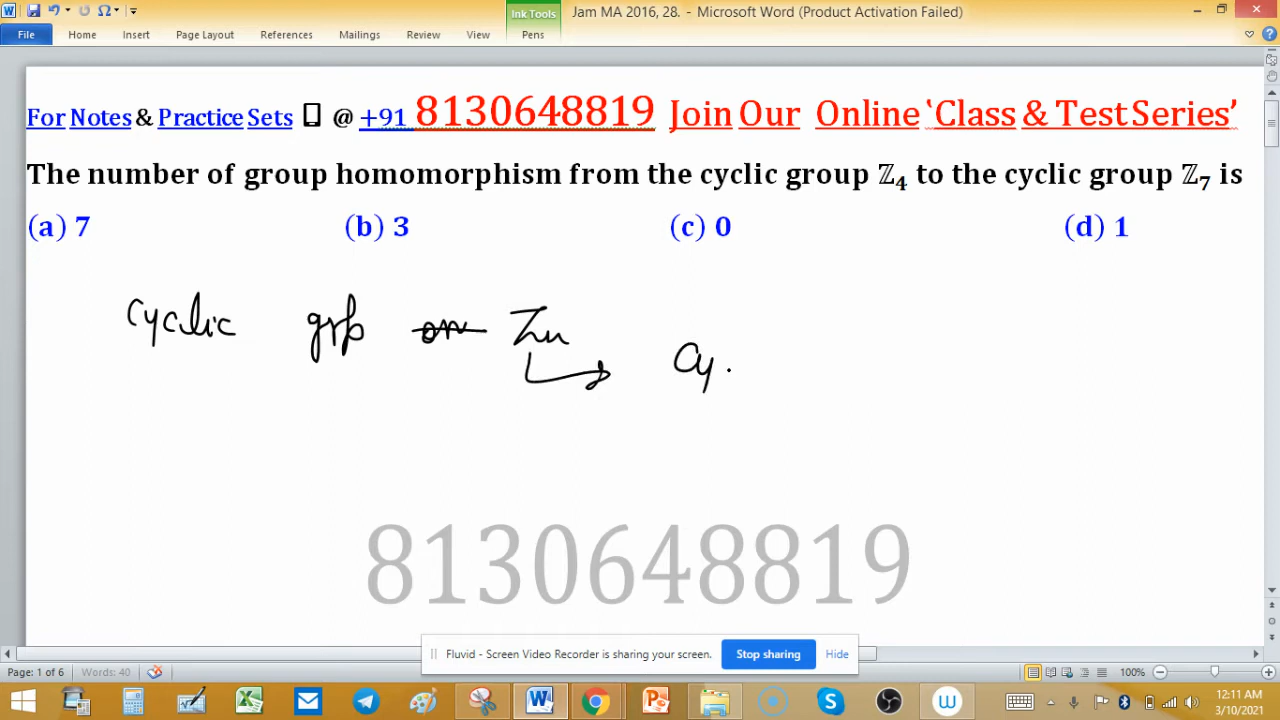 Ink Tools
Jam MA 2016, 28. - Microsoft Word (Product Activation Failed)
File Home Insert Page Layout References Mailings Review View Pens
For Notes & Practice Sets @ +91 8130648819 Join Our Online ‘Class & Test Series’
The number of group homomorphism from the cyclic group ℤ4 to the cyclic group ℤ7 is
(a) 7 (b) 3 (c) 0 (d) 1
cyclic grp Zn
Cy
8130648819
Fluvid - Screen Video Recorder is sharing your screen. Stop sharing Hide
Page: 1 of 6 Words: 40 100%
12:11 AM
3/10/2021